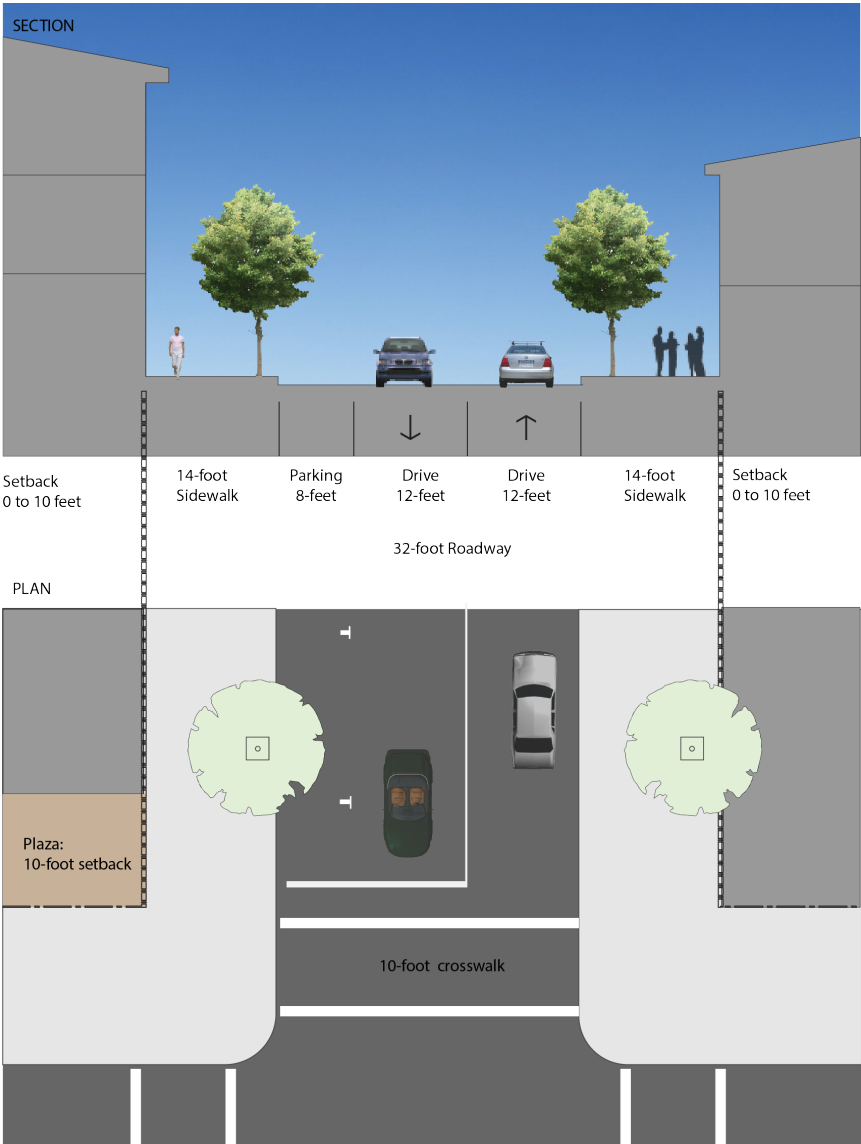 SECTION
Setback
0 to 10 feet
14-foot
Sidewalk
Parking
8-feet
Drive
12-feet
Drive
12-feet
14-foot
Sidewalk
Setback
0 to 10 feet
32-foot Roadway
PLAN
Plaza:
10-foot setback
10-foot crosswalk